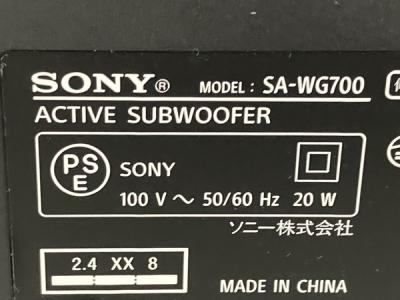 SONY® MODEL: SA-WG700
ACTIVE SUBWOOFER
PSE SONY
100 V ～ 50/60 Hz 20 W
ソニー株式会社
2.4 XX 8
MADE IN CHINA